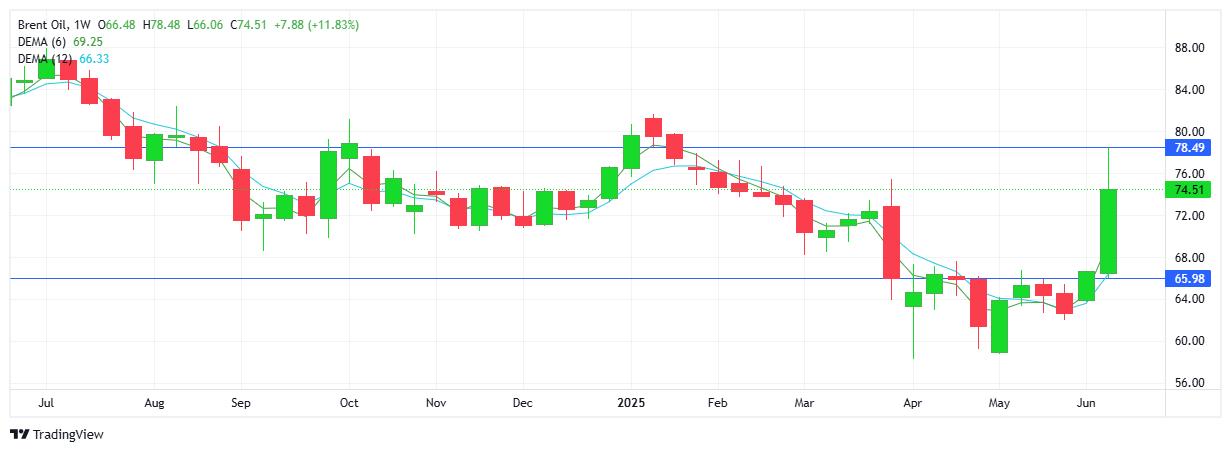 Brent Oil, 1W O66.48 H78.48 L66.06 C74.51 +7.88 (+11.83%)
DEMA (6) 69.25
DEMA (12) 66.33
88.00
84.00
80.00
78.49
76.00
74.51
72.00
68.00
65.98
64.00
60.00
56.00
Jul Aug Sep Oct Nov Dec 2025 Feb Mar Apr May Jun
TradingView